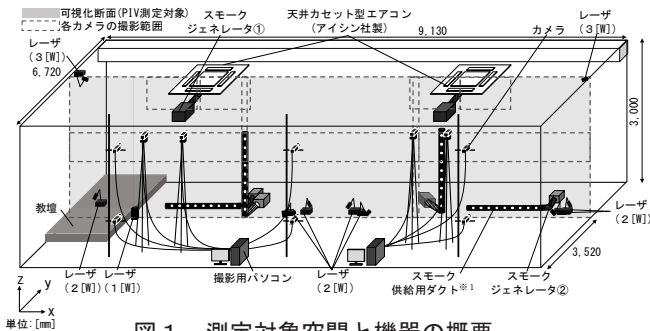 可視化断面(PIV測定対象)
各カメラの撮影範囲
スモーク
ジェネレータ①
天井カセット型エアコン
(アイシン社製)
9,130
カメラ
レーザ
(3[W])
レーザ
(3[W])
6,720
3,000
教壇
レーザ
(2[W])
3,520
レーザ
(2[W])
レーザ
(1[W])
撮影用パソコン
レーザ
(2[W])
スモーク
供給用ダクト※1
スモーク
ジェネレータ②
Z
y
x
単位:[mm]
図1 測定対象空間と機器の概要